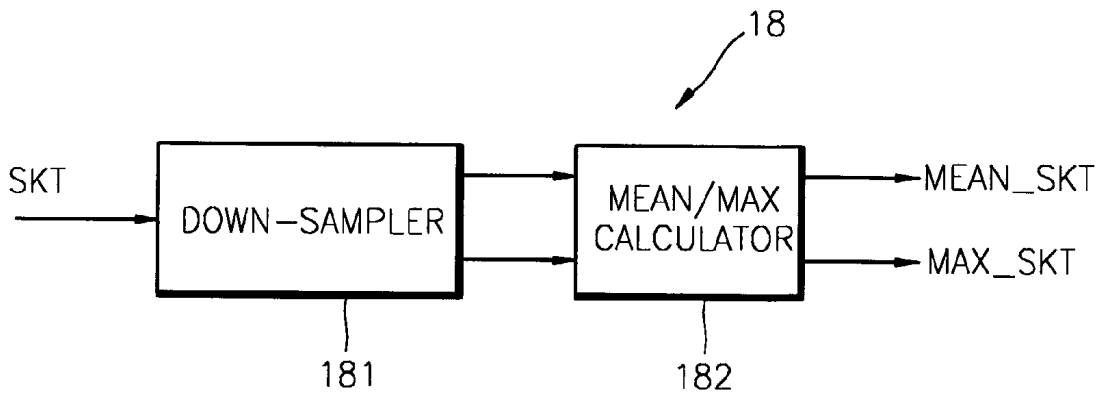 18
SKT
DOWN-SAMPLER
MEAN/MAX
CALCULATOR
MEAN_SKT
MAX_SKT
181
182